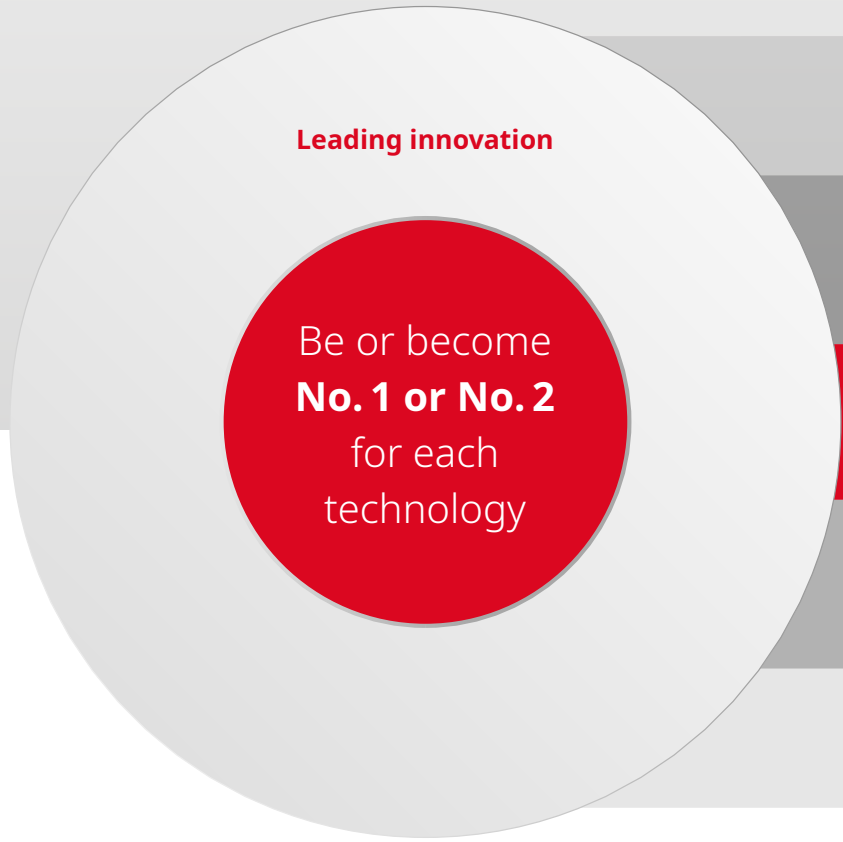 Leading innovation
Be or become
No. 1 or No. 2
for each
technology